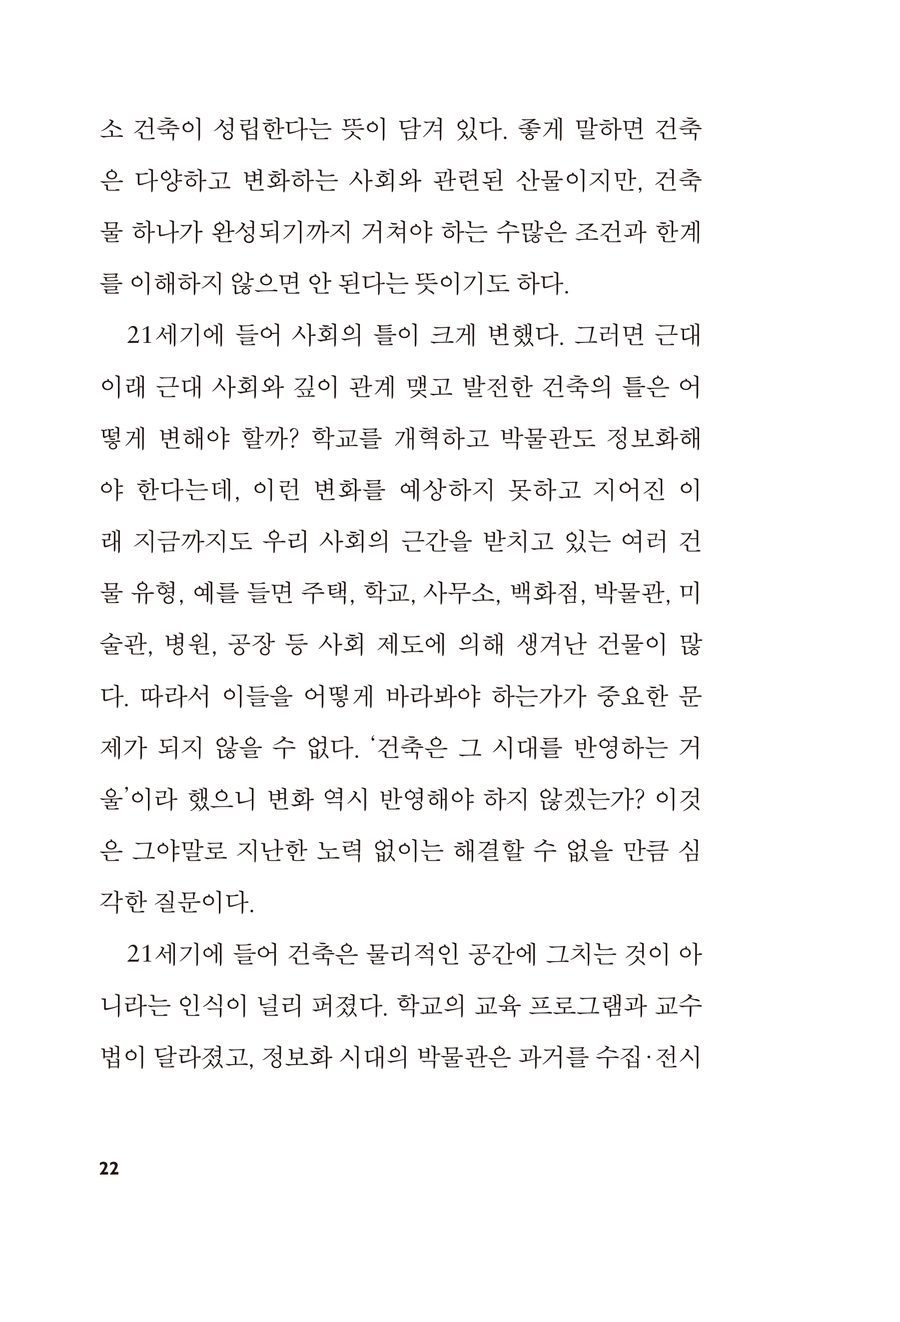 소 건축이 성립한다는 뜻이 담겨 있다. 좋게 말하면 건축
은 다양하고 변화하는 사회와 관련된 산물이지만, 건축
물 하나가 완성되기까지 거쳐야 하는 수많은 조건과 한계
를 이해하지 않으면 안 된다는 뜻이기도 하다.
21세기에 들어 사회의 틀이 크게 변했다. 그러면 근대
이래 근대 사회와 깊이 관계 맺고 발전한 건축의 틀은 어
떻게 변해야 할까? 학교를 개혁하고 박물관도 정보화해
야 한다는데, 이런 변화를 예상하지 못하고 지어진 이
래 지금까지도 우리 사회의 근간을 받치고 있는 여러 건
물 유형, 예를 들면 주택, 학교, 사무소, 백화점, 박물관, 미
술관, 병원, 공장 등 사회 제도에 의해 생겨난 건물이 많
다. 따라서 이들을 어떻게 바라봐야 하는가가 중요한 문
제가 되지 않을 수 없다. ‘건축은 그 시대를 반영하는 거
울’이라 했으니 변화 역시 반영해야 하지 않겠는가? 이것
은 그야말로 지난한 노력 없이는 해결할 수 없을 만큼 심
각한 질문이다.
21세기에 들어 건축은 물리적인 공간에 그치는 것이 아
니라는 인식이 널리 퍼졌다. 학교의 교육 프로그램과 교수
법이 달라졌고, 정보화 시대의 박물관은 과거를 수집·전시
22